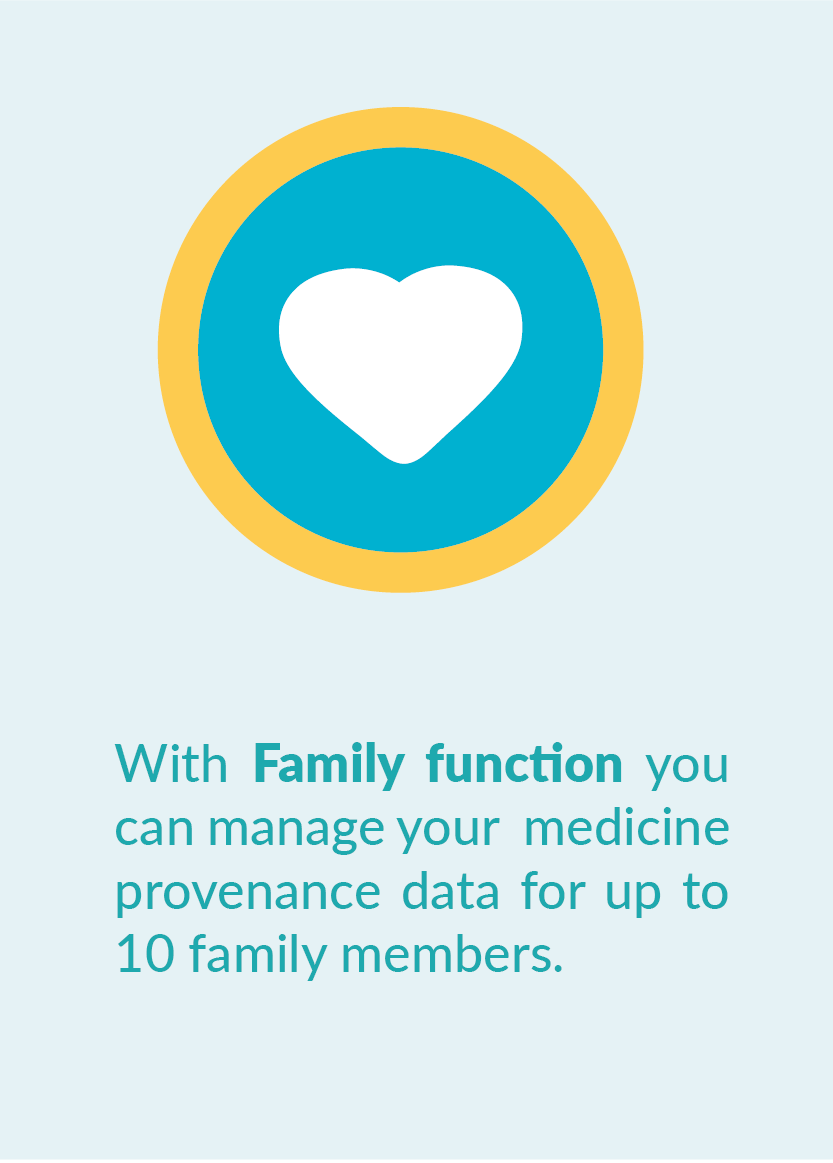 With Family function you
can manage your medicine
provenance data for up to
10 family members.